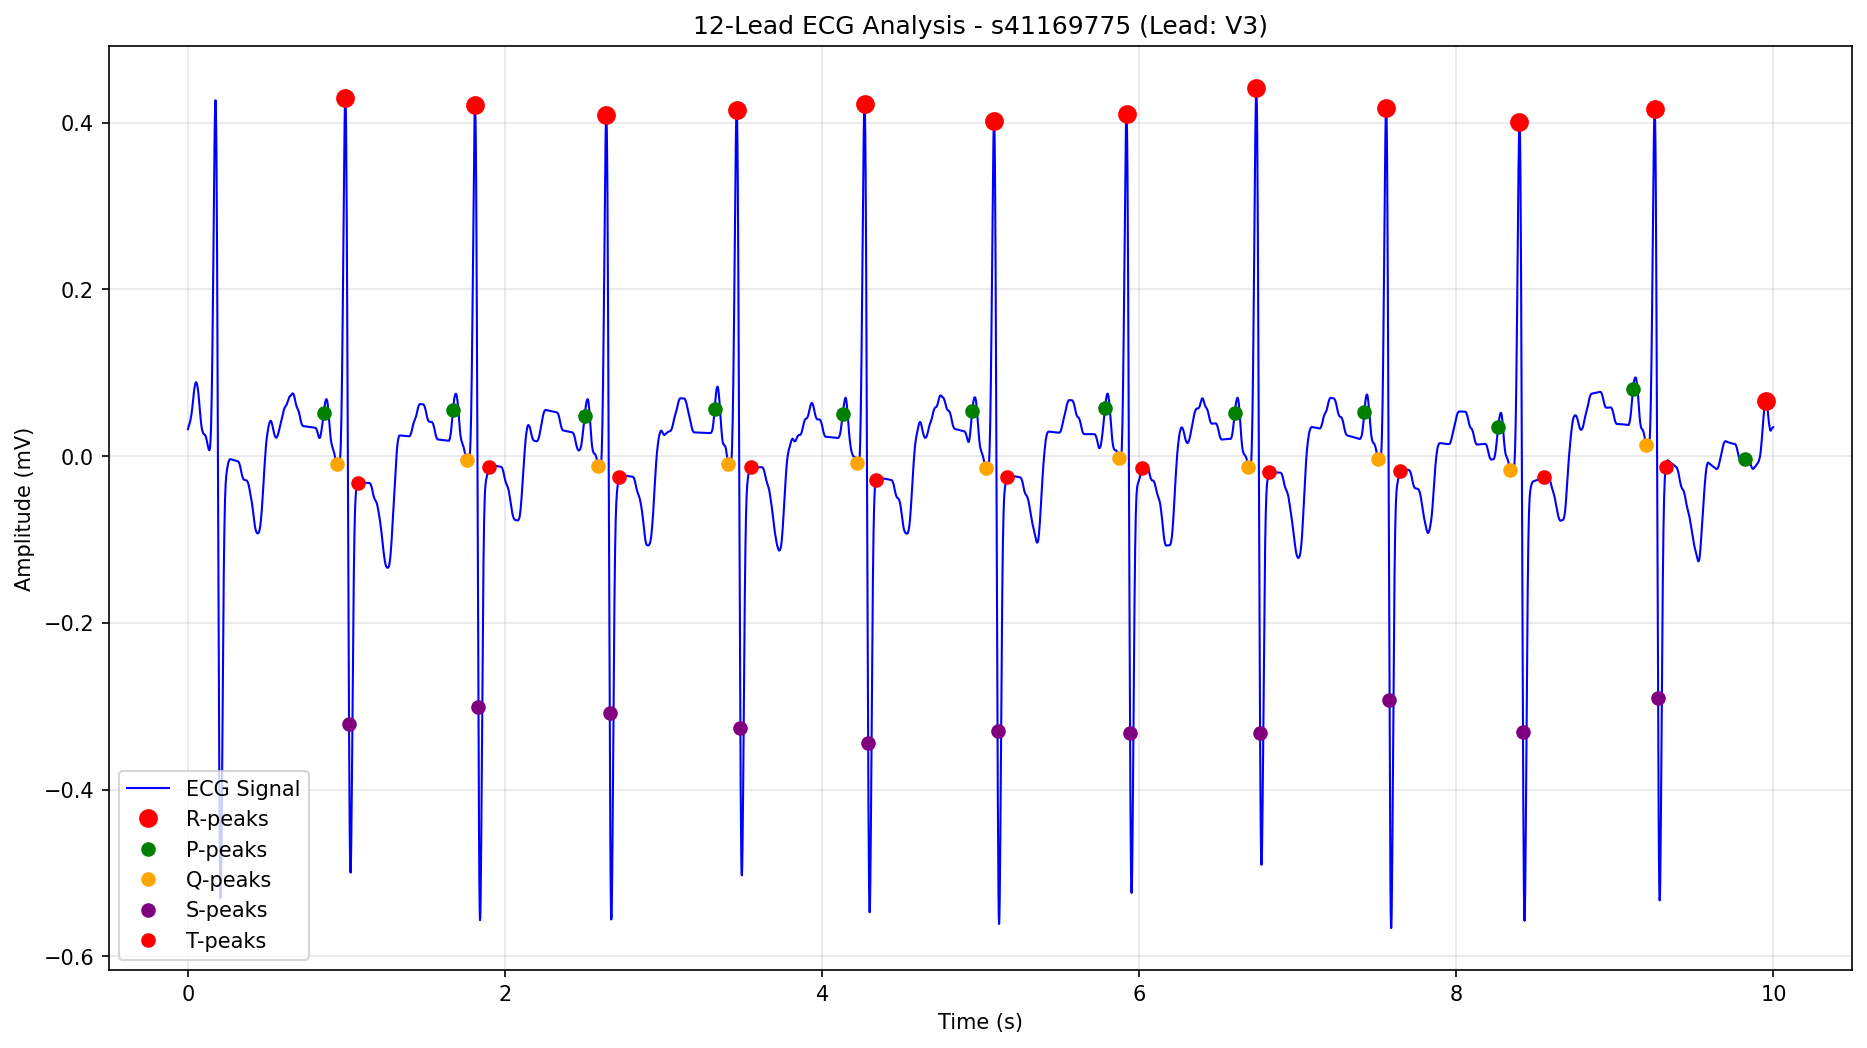 12-Lead ECG Analysis - s41169775 (Lead: V3)
Amplitude (mV)
0.4
0.2
0.0
−0.2
−0.4
−0.6
ECG Signal
R-peaks
P-peaks
Q-peaks
S-peaks
T-peaks
0 2 4 6 8 10
Time (s)